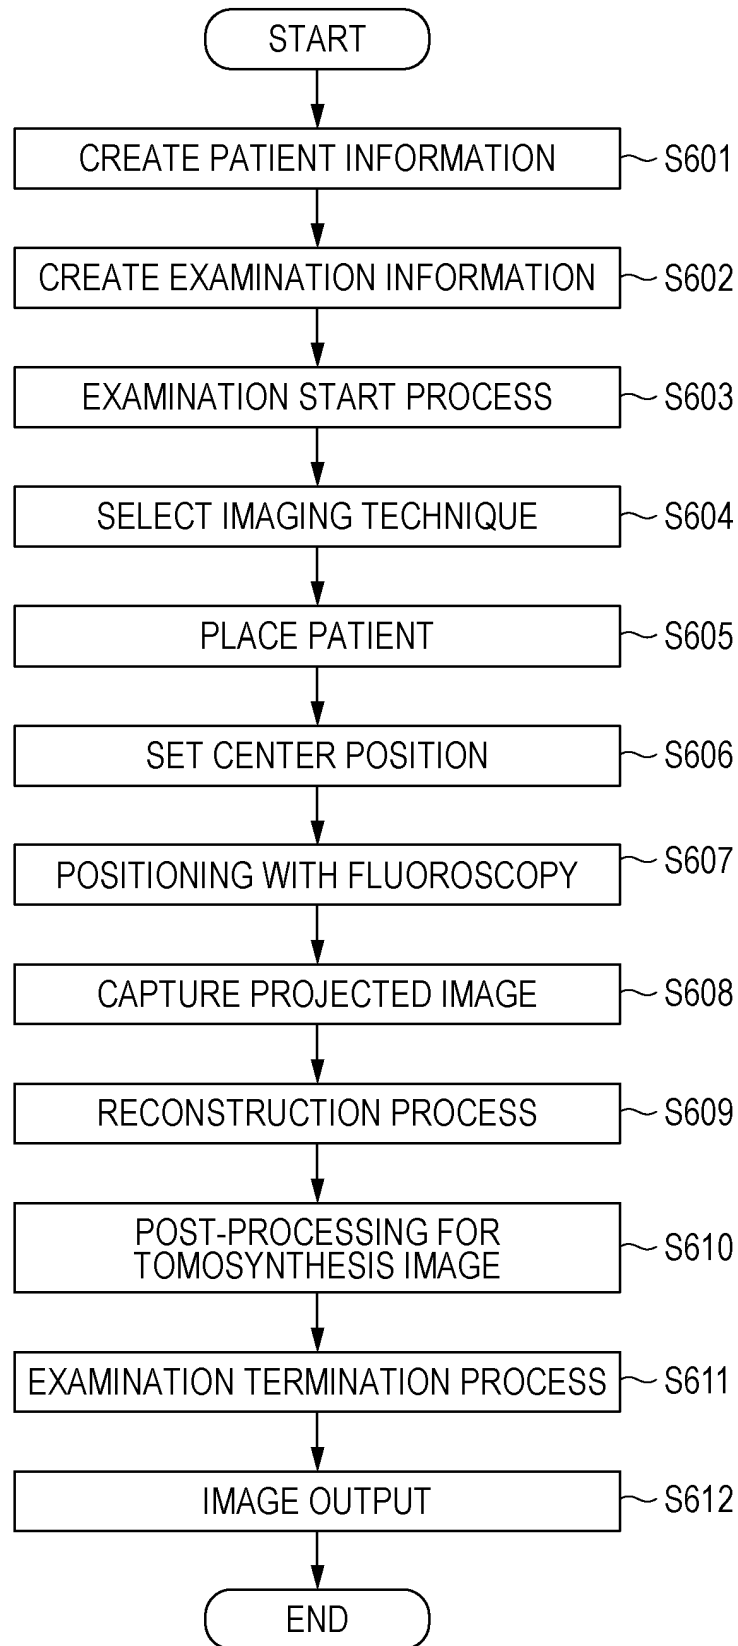 START
CREATE PATIENT INFORMATION
S601
CREATE EXAMINATION INFORMATION
S602
EXAMINATION START PROCESS
S603
SELECT IMAGING TECHNIQUE
S604
PLACE PATIENT
S605
SET CENTER POSITION
S606
POSITIONING WITH FLUOROSCOPY
S607
CAPTURE PROJECTED IMAGE
S608
RECONSTRUCTION PROCESS
S609
POST-PROCESSING FOR
TOMOSYNTHESIS IMAGE
S610
EXAMINATION TERMINATION PROCESS
S611
IMAGE OUTPUT
S612
END